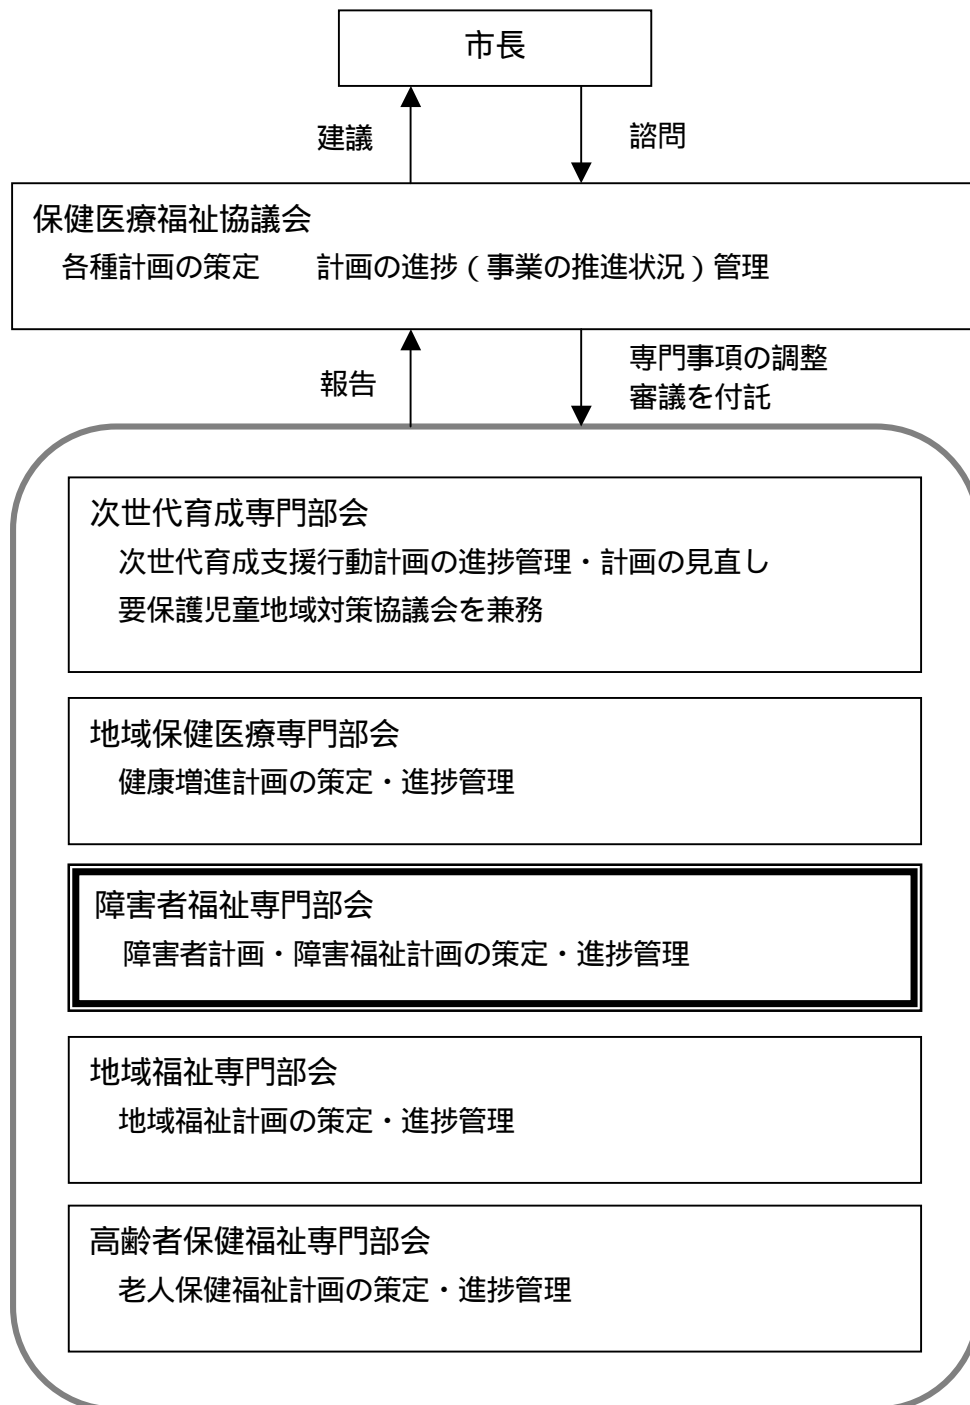 市長
建議
諮問
保健医療福祉協議会
各種計画の策定　　計画の進捗（事業の推進状況）管理
報告
専門事項の調整
審議を付託
次世代育成専門部会
次世代育成支援行動計画の進捗管理・計画の見直し
要保護児童地域対策協議会を兼務
地域保健医療専門部会
健康増進計画の策定・進捗管理
障害者福祉専門部会
障害者計画・障害福祉計画の策定・進捗管理
地域福祉専門部会
地域福祉計画の策定・進捗管理
高齢者保健福祉専門部会
老人保健福祉計画の策定・進捗管理